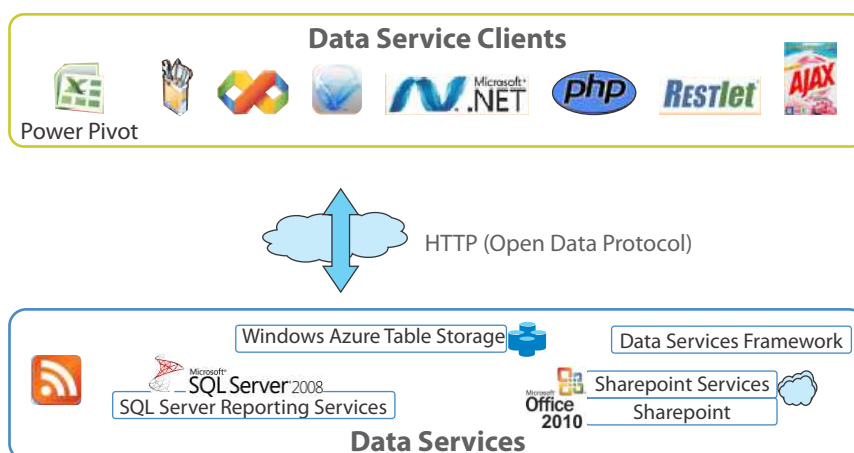 Data Service Clients
Power Pivot
Microsoft®
.NET
php
RESTlet
AJAX
HTTP (Open Data Protocol)
Windows Azure Table Storage
Data Services Framework
Microsoft®
SQL Server 2008
SQL Server Reporting Services
Microsoft
Office
2010
Sharepoint Services
Sharepoint
Data Services